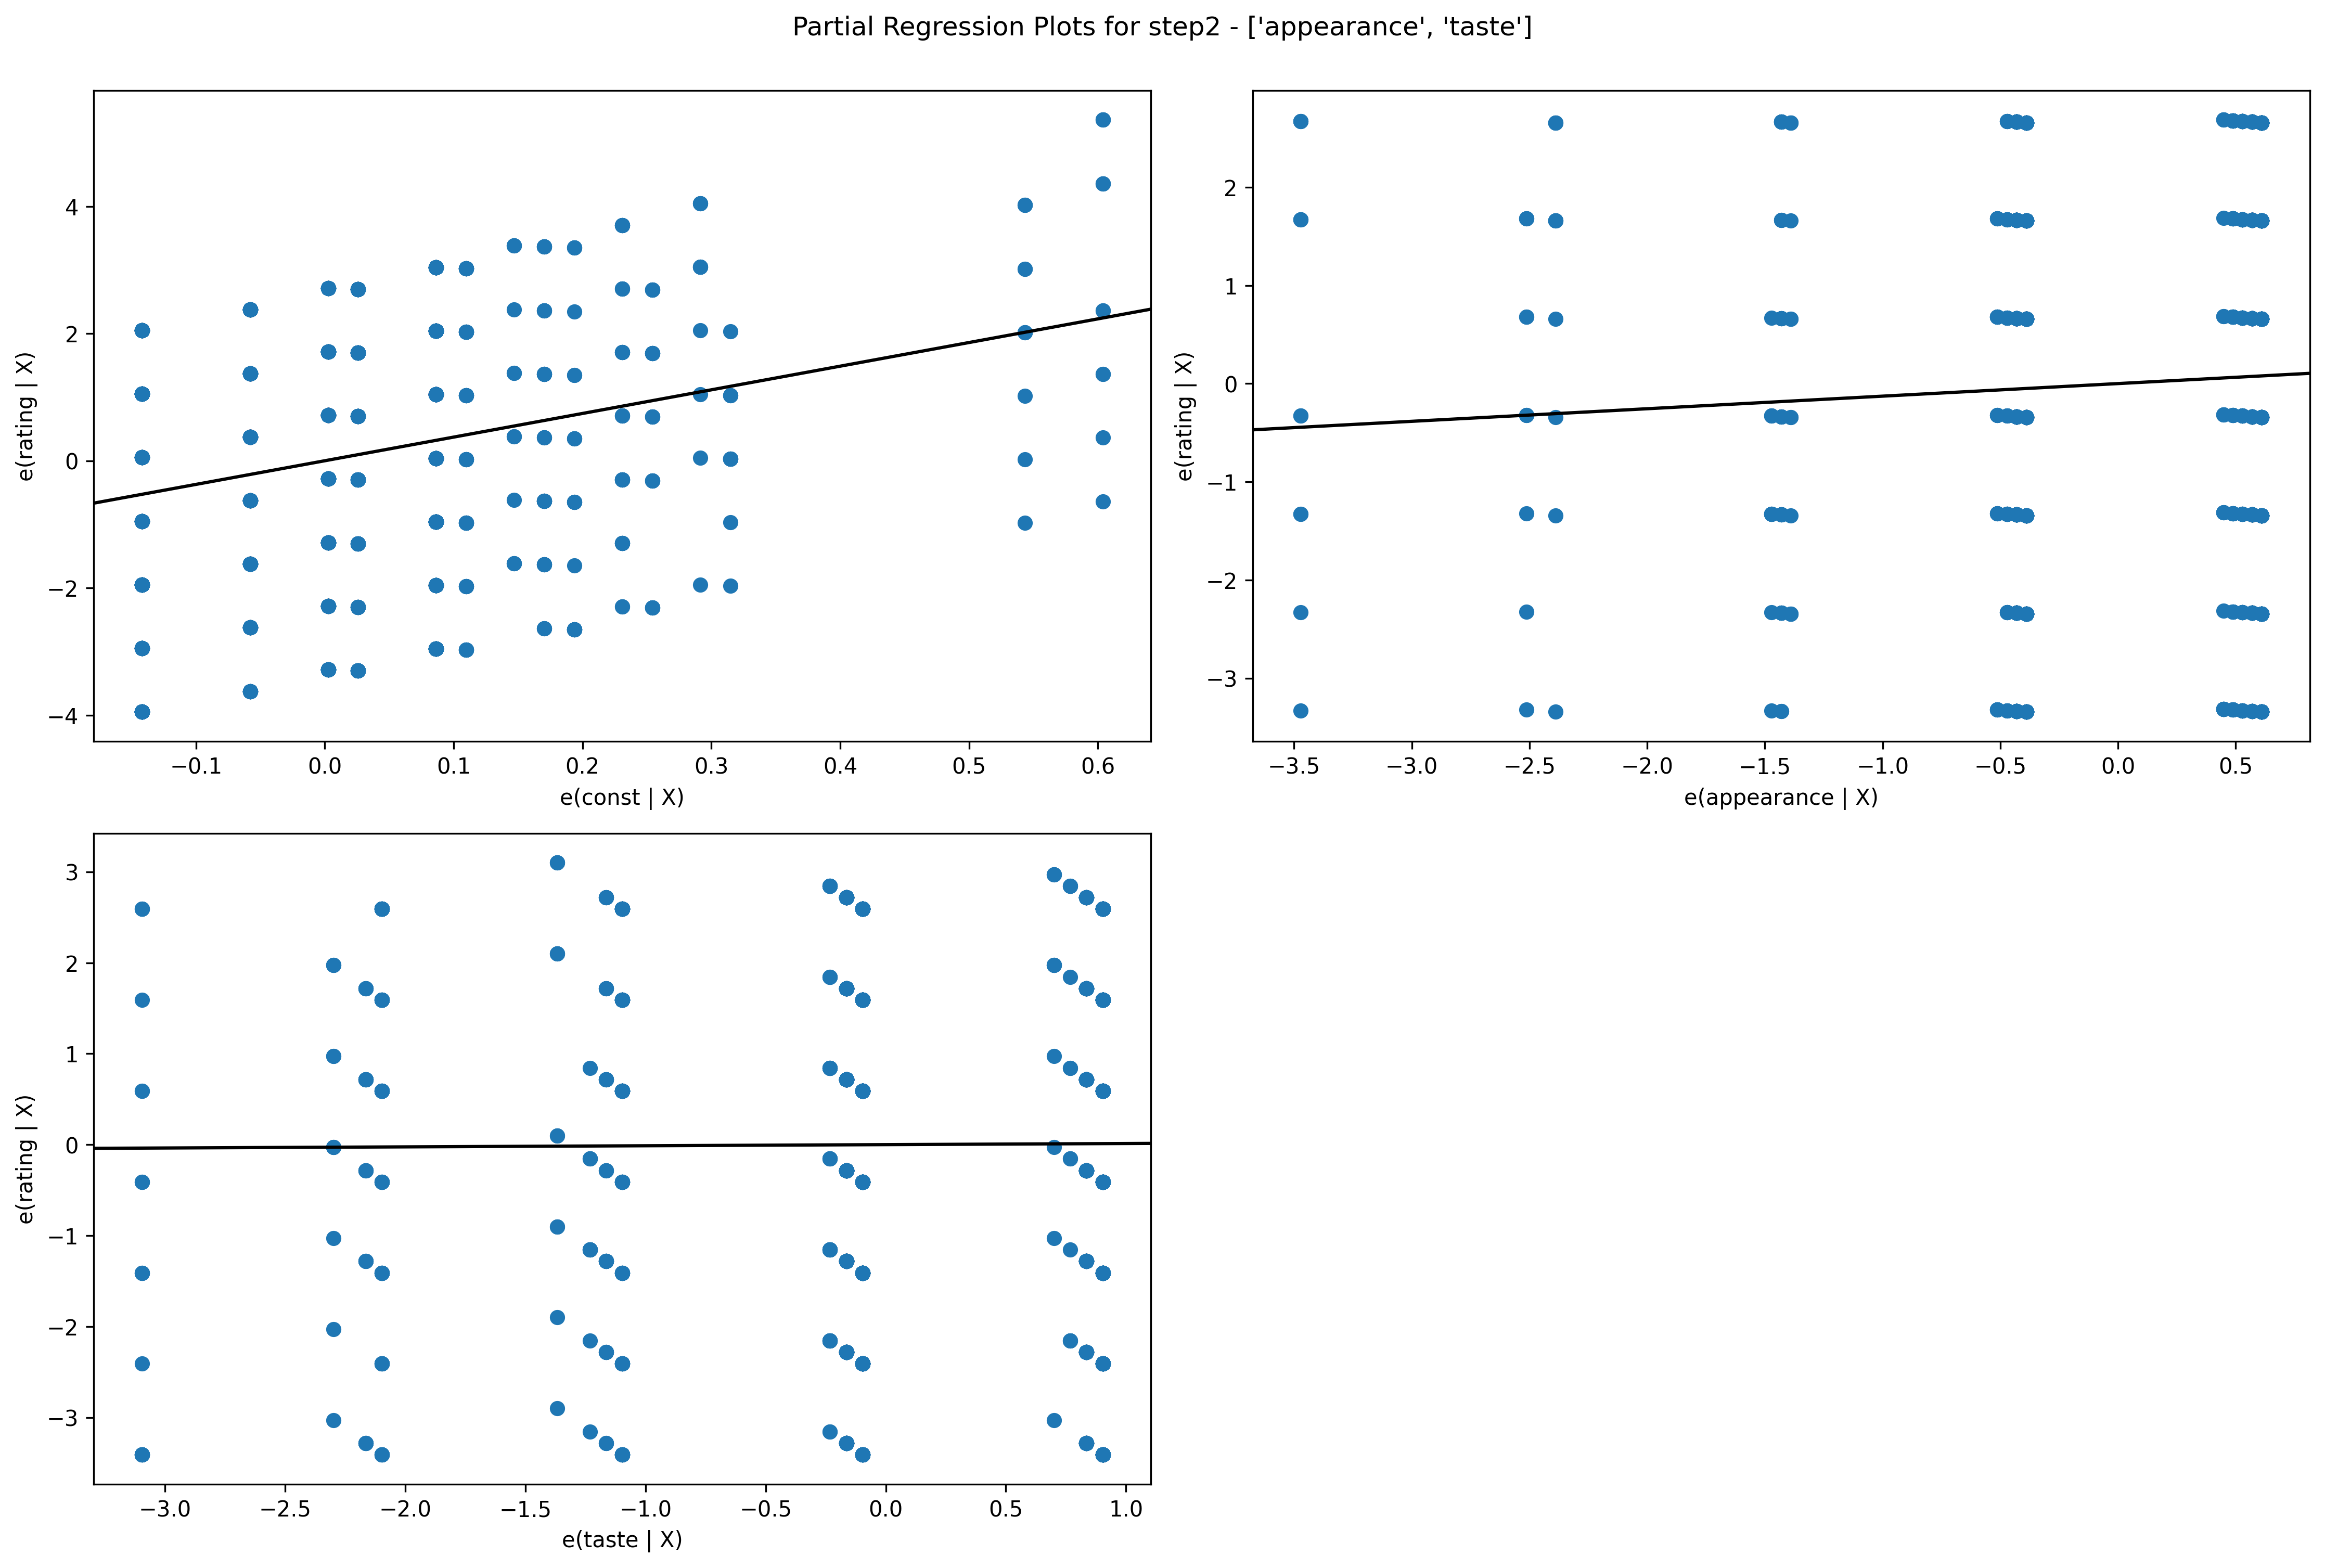 Partial Regression Plots for step2 - ['appearance', 'taste']
e(rating | X)
4
2
0
−2
−4
−0.1 0.0 0.1 0.2 0.3 0.4 0.5 0.6
e(const | X)
e(rating | X)
2
1
0
−1
−2
−3
−3.5 −3.0 −2.5 −2.0 −1.5 −1.0 −0.5 0.0 0.5
e(appearance | X)
e(rating | X)
3
2
1
0
−1
−2
−3
−3.0 −2.5 −2.0 −1.5 −1.0 −0.5 0.0 0.5 1.0
e(taste | X)